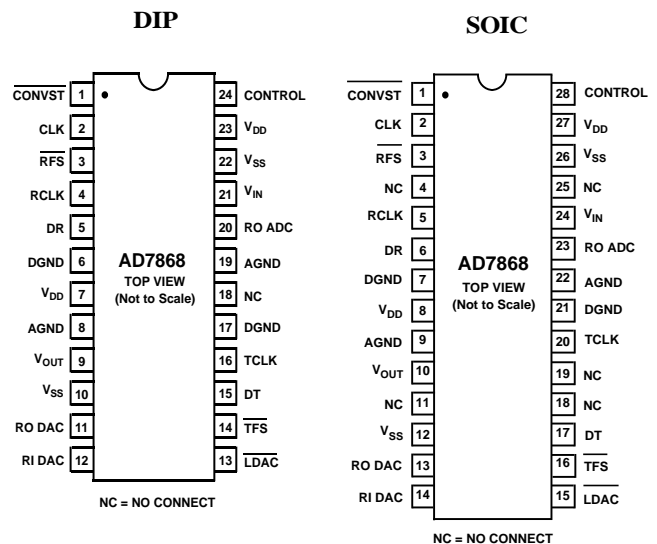 DIP
CONVST 1 24 CONTROL
CLK 2 23 VDD
RFS 3 22 VSS
RCLK 4 21 VIN
DR 5 20 RO ADC
DGND 6 19 AGND
VDD 7 18 NC
AGND 8 17 DGND
VOUT 9 16 TCLK
VSS 10 15 DT
RO DAC 11 14 TFS
RI DAC 12 13 LDAC
AD7868
TOP VIEW
(Not to Scale)
NC = NO CONNECT
SOIC
CONVST 1 28 CONTROL
CLK 2 27 VDD
RFS 3 26 VSS
NC 4 25 NC
RCLK 5 24 VIN
DR 6 23 RO ADC
DGND 7 22 AGND
VDD 8 21 DGND
AGND 9 20 TCLK
VOUT 10 19 NC
NC 11 18 NC
VSS 12 17 DT
RO DAC 13 16 TFS
RI DAC 14 15 LDAC
AD7868
TOP VIEW
(Not to Scale)
NC = NO CONNECT